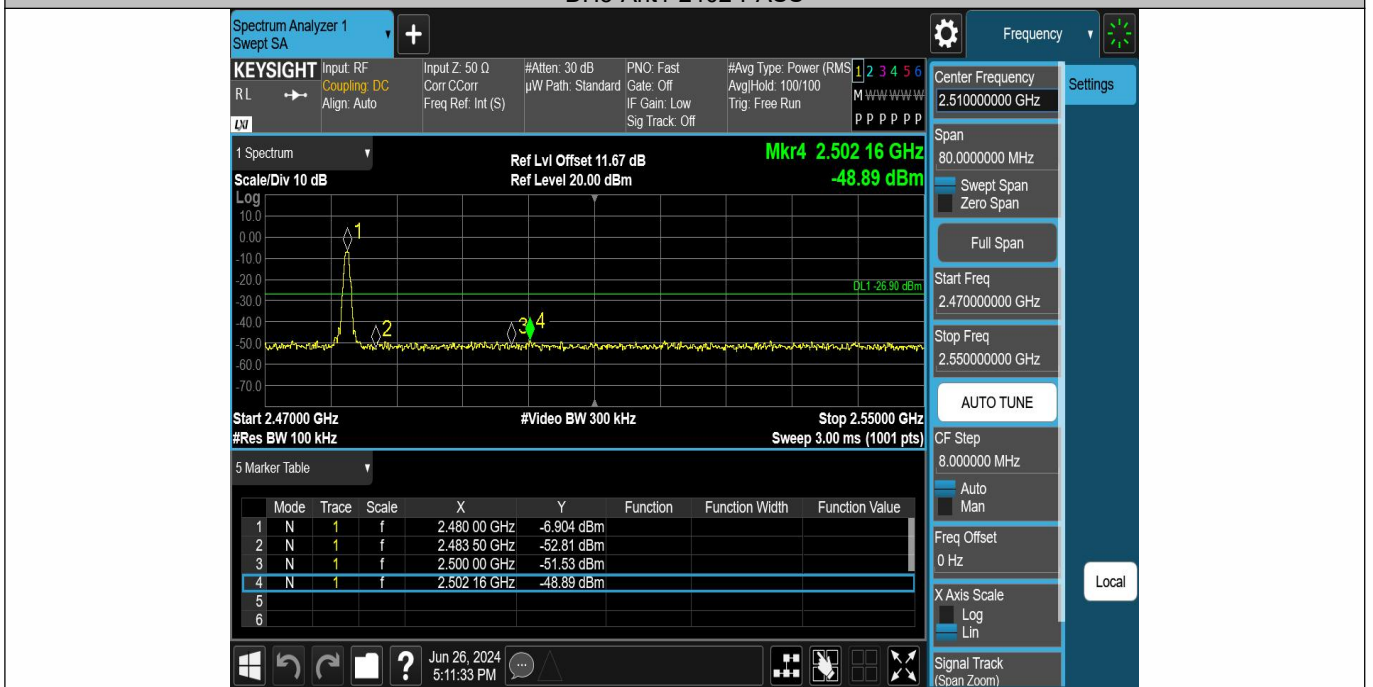 Spectrum Analyzer 1
Swept SA
+
Frequency
KEYSIGHT
RL
LXI
Input: RF
Coupling: DC
Align: Auto
Input Z: 50 Ω
Corr CCorr
Freq Ref: Int (S)
#Atten: 30 dB
µW Path: Standard
PNO: Fast
Gate: Off
IF Gain: Low
Sig Track: Off
#Avg Type: Power (RMS
Avg|Hold: 100/100
Trig: Free Run
1 2 3 4 5 6
M W W W W W
P P P P P P
1 Spectrum
Scale/Div 10 dB
Ref Lvl Offset 11.67 dB
Ref Level 20.00 dBm
Mkr4 2.502 16 GHz
-48.89 dBm
Log
10.0
0.00
-10.0
-20.0
-30.0
-40.0
-50.0
-60.0
-70.0
1
2
3
4
DL1 -26.90 dBm
Start 2.47000 GHz
#Video BW 300 kHz
Stop 2.55000 GHz
#Res BW 100 kHz
Sweep 3.00 ms (1001 pts)
5 Marker Table
Mode Trace Scale X Y Function Function Width Function Value
1 N 1 f 2.480 00 GHz -6.904 dBm
2 N 1 f 2.483 50 GHz -52.81 dBm
3 N 1 f 2.500 00 GHz -51.53 dBm
4 N 1 f 2.502 16 GHz -48.89 dBm
5
6
?
Jun 26, 2024
5:11:33 PM
Center Frequency
2.510000000 GHz
Span
80.0000000 MHz
Swept Span
Zero Span
Full Span
Start Freq
2.470000000 GHz
Stop Freq
2.550000000 GHz
AUTO TUNE
CF Step
8.000000 MHz
Auto
Man
Freq Offset
0 Hz
X Axis Scale
Log
Lin
Signal Track
(Span Zoom)
Settings
Local